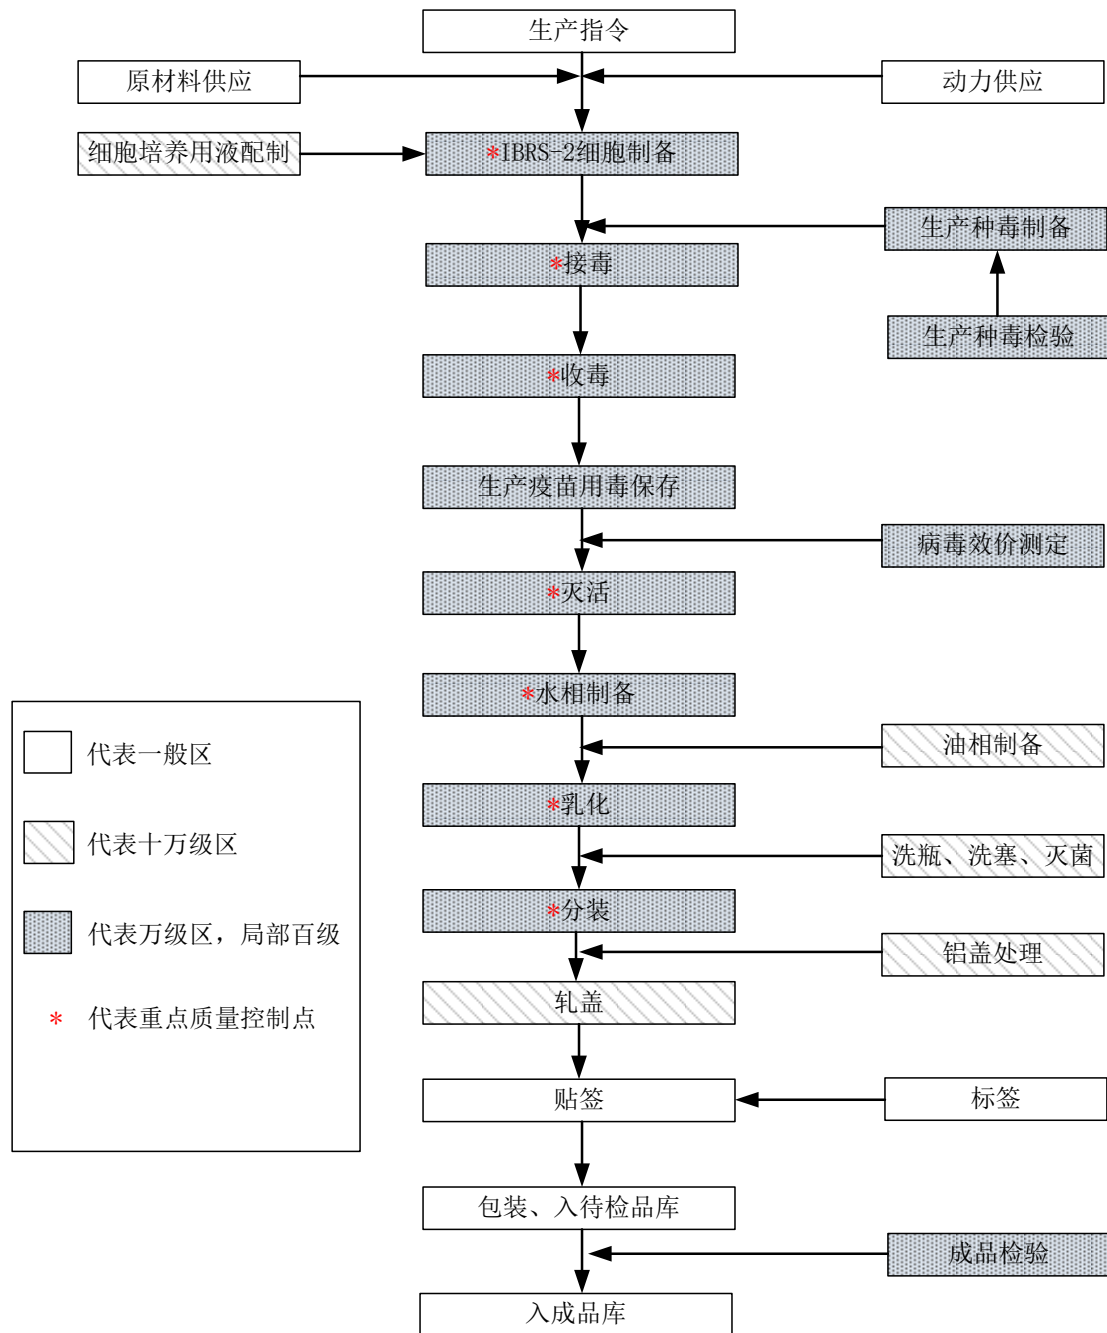 生产指令
原材料供应
动力供应
细胞培养用液配制
*IBRS-2细胞制备
生产种毒制备
*接毒
生产种毒检验
*收毒
生产疫苗用毒保存
病毒效价测定
*灭活
*水相制备
油相制备
*乳化
洗瓶、洗塞、灭菌
*分装
铝盖处理
轧盖
贴签
标签
包装、入待检品库
成品检验
入成品库
代表一般区
代表十万级区
代表万级区，局部百级
* 代表重点质量控制点